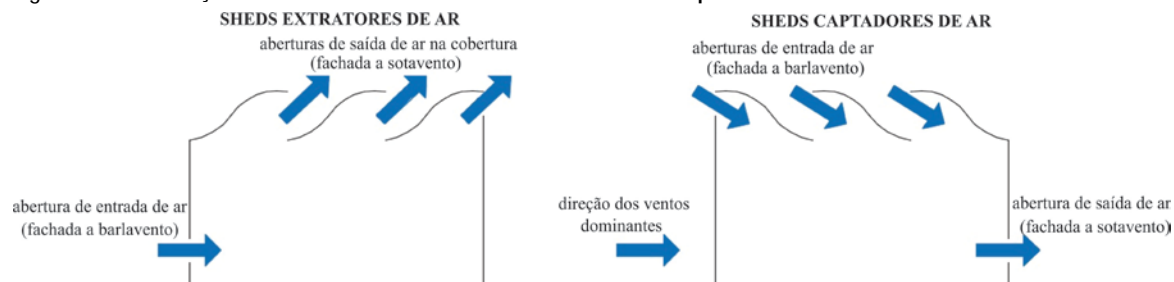 SHEDS EXTRATORES DE AR
aberturas de saída de ar na cobertura
(fachada a sotavento)
abertura de entrada de ar
(fachada a barlavento)
SHEDS CAPTADORES DE AR
aberturas de entrada de ar
(fachada a barlavento)
direção dos ventos
dominantes
abertura de saída de ar
(fachada a sotavento)